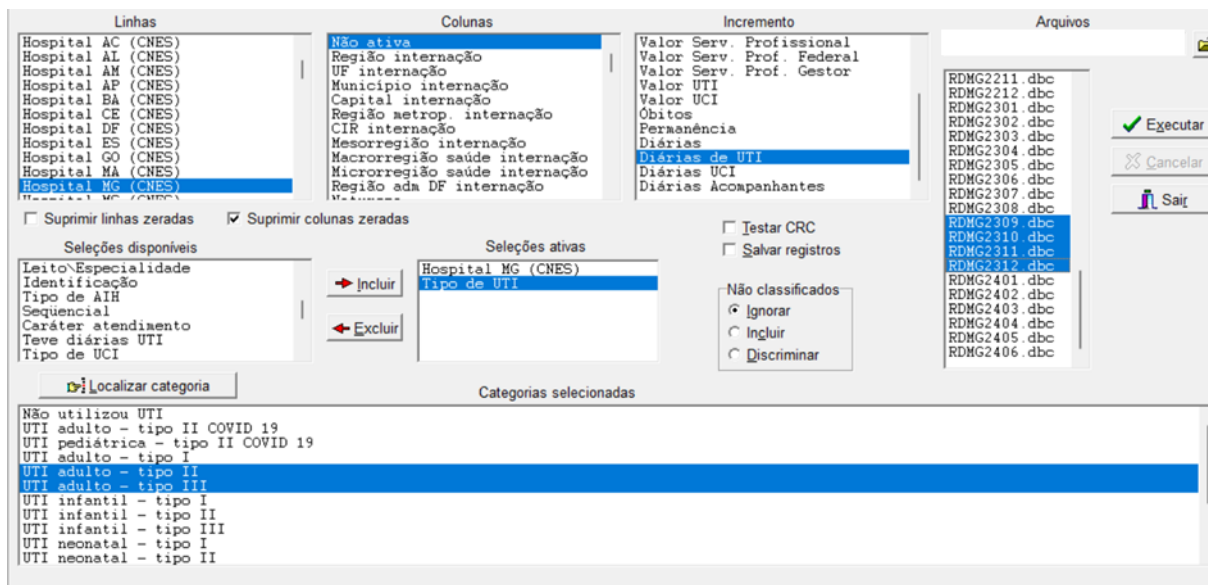 Linhas
Hospital AC (CNES)
Hospital AL (CNES)
Hospital AM (CNES)
Hospital AP (CNES)
Hospital BA (CNES)
Hospital CE (CNES)
Hospital DF (CNES)
Hospital ES (CNES)
Hospital GO (CNES)
Hospital MA (CNES)
Hospital MG (CNES)
Colunas
Não ativa
Região internação
UF internação
Município internação
Capital internação
Região metrop. internação
CIR internação
Mesorregião internação
Macrorregião saúde internação
Microrregião saúde internação
Região adm DF internação
Incremento
Valor Serv. Profissional
Valor Serv. Prof. Federal
Valor Serv. Prof. Gestor
Valor UTI
Valor UCI
Óbitos
Permanência
Diárias
Diárias de UTI
Diárias UCI
Diárias Acompanhantes
Arquivos
RDMG2211.dbc
RDMG2212.dbc
RDMG2301.dbc
RDMG2302.dbc
RDMG2303.dbc
RDMG2304.dbc
RDMG2305.dbc
RDMG2306.dbc
RDMG2307.dbc
RDMG2308.dbc
RDMG2309.dbc
RDMG2310.dbc
RDMG2311.dbc
RDMG2312.dbc
RDMG2401.dbc
RDMG2402.dbc
RDMG2403.dbc
RDMG2404.dbc
RDMG2405.dbc
RDMG2406.dbc
Executar
Cancelar
Sair
Suprimir linhas zeradas
Suprimir colunas zeradas
Testar CRC
Salvar registros
Seleções disponíveis
Leito\Especialidade
Identificação
Tipo de AIH
Seqüencial
Caráter atendimento
Teve diárias UTI
Tipo de UCI
Incluir
Excluir
Seleções ativas
Hospital MG (CNES)
Tipo de UTI
Não classificados
Ignorar
Incluir
Discriminar
Localizar categoria
Categorias selecionadas
Não utilizou UTI
UTI adulto - tipo II COVID 19
UTI pediátrica - tipo II COVID 19
UTI adulto - tipo I
UTI adulto - tipo II
UTI adulto - tipo III
UTI infantil - tipo I
UTI infantil - tipo II
UTI infantil - tipo III
UTI neonatal - tipo I
UTI neonatal - tipo II